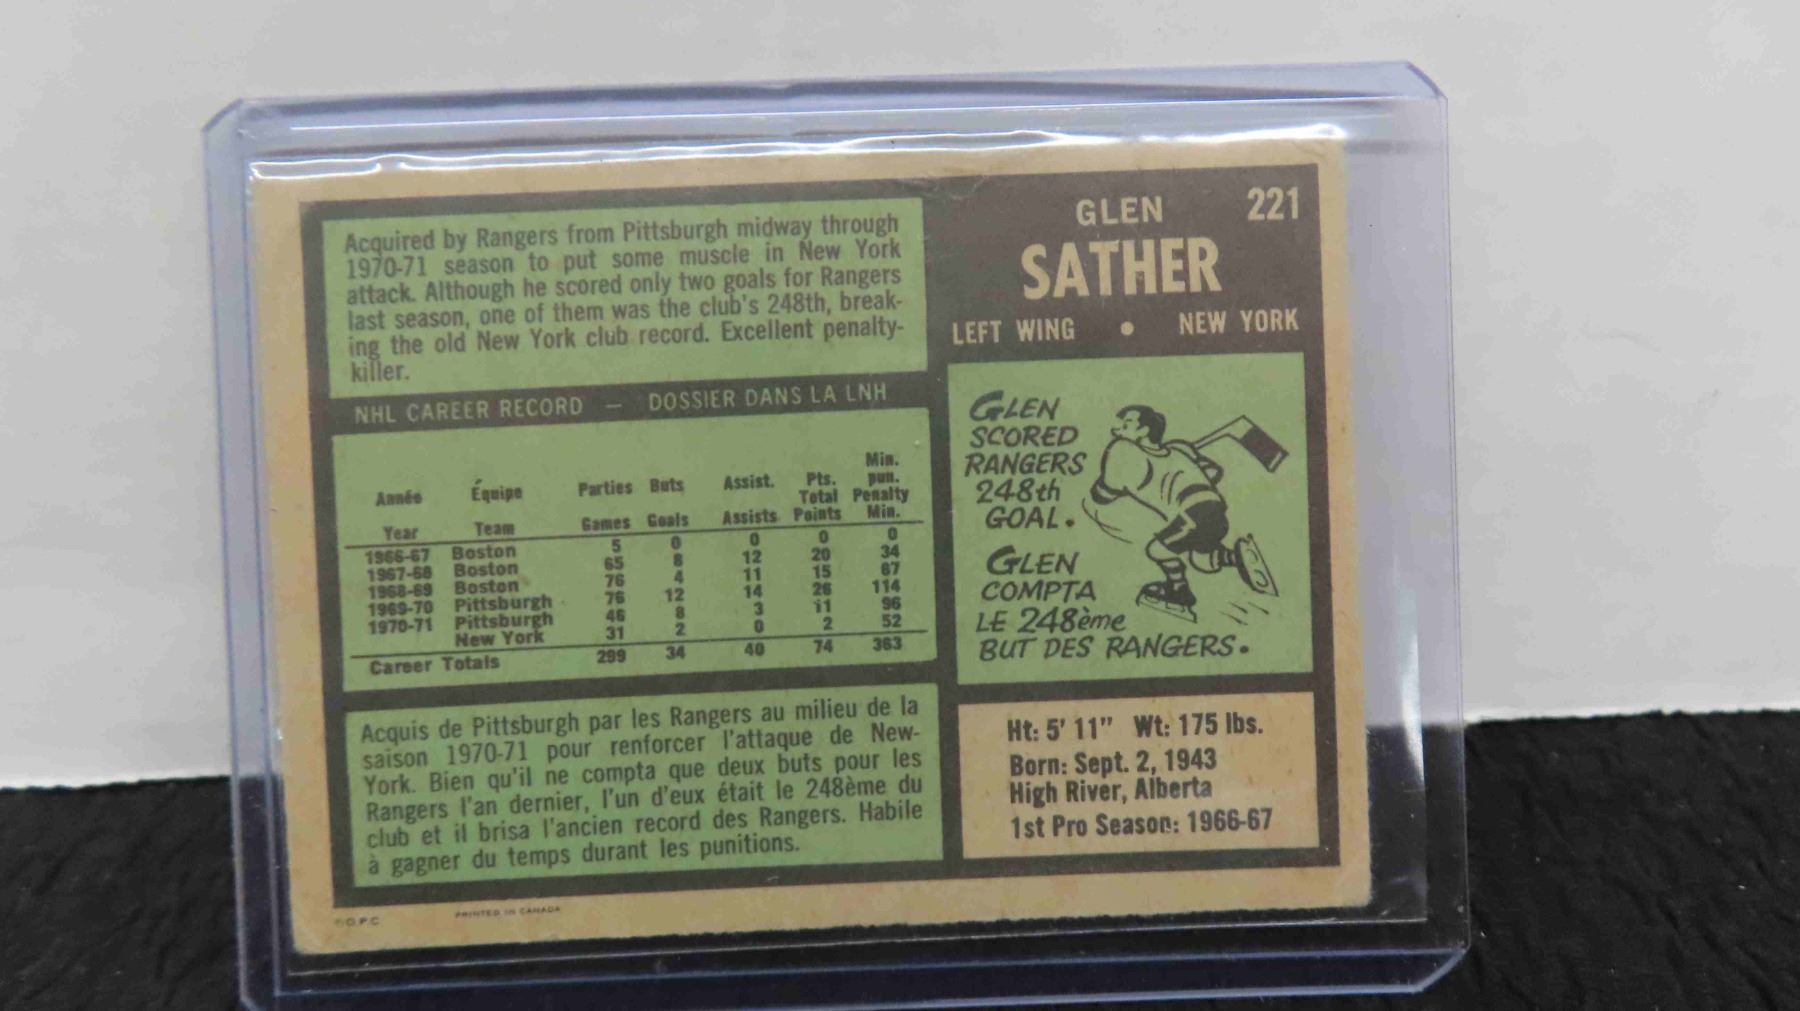 Acquired by Rangers from Pittsburgh midway through
1970-71 season to put some muscle in New York
attack. Although he scored only two goals for Rangers
last season, one of them was the club's 248th, break-
ing the old New York club record. Excellent penalty-
killer.
GLEN 221
SATHER
LEFT WING • NEW YORK
NHL CAREER RECORD — DOSSIER DANS LA LNH
Année Équipe Parties Buts Assist. Pts. Total Min. pun. Penalty
Year Team Games Goals Assists Points Min.
1966-67 Boston 5 0 0 0 0
1967-68 Boston 65 8 12 20 34
1968-69 Boston 76 4 11 15 67
1969-70 Pittsburgh 76 12 14 26 114
1970-71 Pittsburgh 46 8 3 11 96
New York 31 2 0 2 52
Career Totals 299 34 40 74 363
GLEN
SCORED
RANGERS
248th
GOAL.
GLEN
COMPTA
LE 248ème
BUT DES RANGERS.
Acquis de Pittsburgh par les Rangers au milieu de la
saison 1970-71 pour renforcer l'attaque de New-
York. Bien qu'il ne compta que deux buts pour les
Rangers l'an dernier, l'un d'eux était le 248ème du
club et il brisa l'ancien record des Rangers. Habile
à gagner du temps durant les punitions.
Ht: 5' 11" Wt: 175 lbs.
Born: Sept. 2, 1943
High River, Alberta
1st Pro Season: 1966-67
©O.P.C. PRINTED IN CANADA